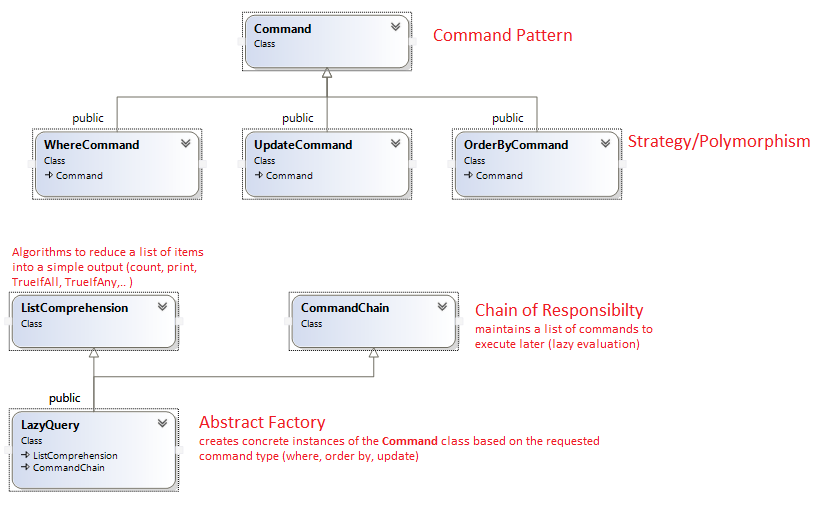 Command
Class
Command Pattern
public
public
public
WhereCommand
Class
Command
UpdateCommand
Class
Command
OrderByCommand
Class
Command
Strategy/Polymorphism
Algorithms to reduce a list of items
into a simple output (count, print,
TrueIfAll, TrueIfAny,.. )
ListComprehension
Class
CommandChain
Class
Chain of Responsibilty
maintains a list of commands to
execute later (lazy evaluation)
public
LazyQuery
Class
ListComprehension
CommandChain
Abstract Factory
creates concrete instances of the Command class based on the requested
command type (where, order by, update)